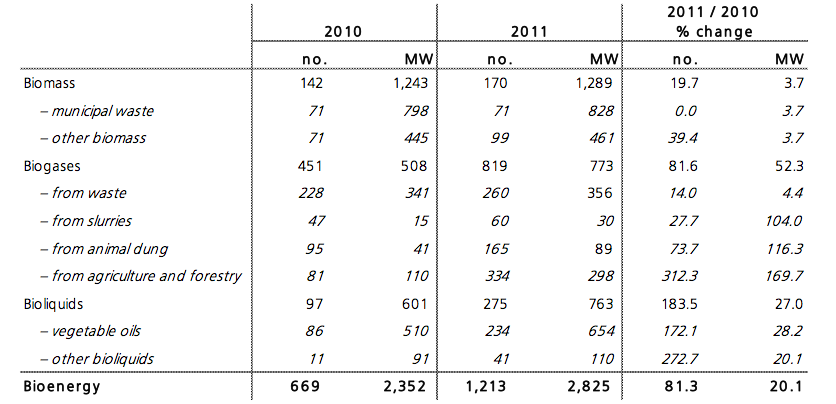 2011 / 2010
2010 2011 % change
no. MW no. MW no. MW
Biomass 142 1,243 170 1,289 19.7 3.7
– municipal waste 71 798 71 828 0.0 3.7
– other biomass 71 445 99 461 39.4 3.7
Biogases 451 508 819 773 81.6 52.3
– from waste 228 341 260 356 14.0 4.4
– from slurries 47 15 60 30 27.7 104.0
– from animal dung 95 41 165 89 73.7 116.3
– from agriculture and forestry 81 110 334 298 312.3 169.7
Bioliquids 97 601 275 763 183.5 27.0
– vegetable oils 86 510 234 654 172.1 28.2
– other bioliquids 11 91 41 110 272.7 20.1
Bioenergy 669 2,352 1,213 2,825 81.3 20.1